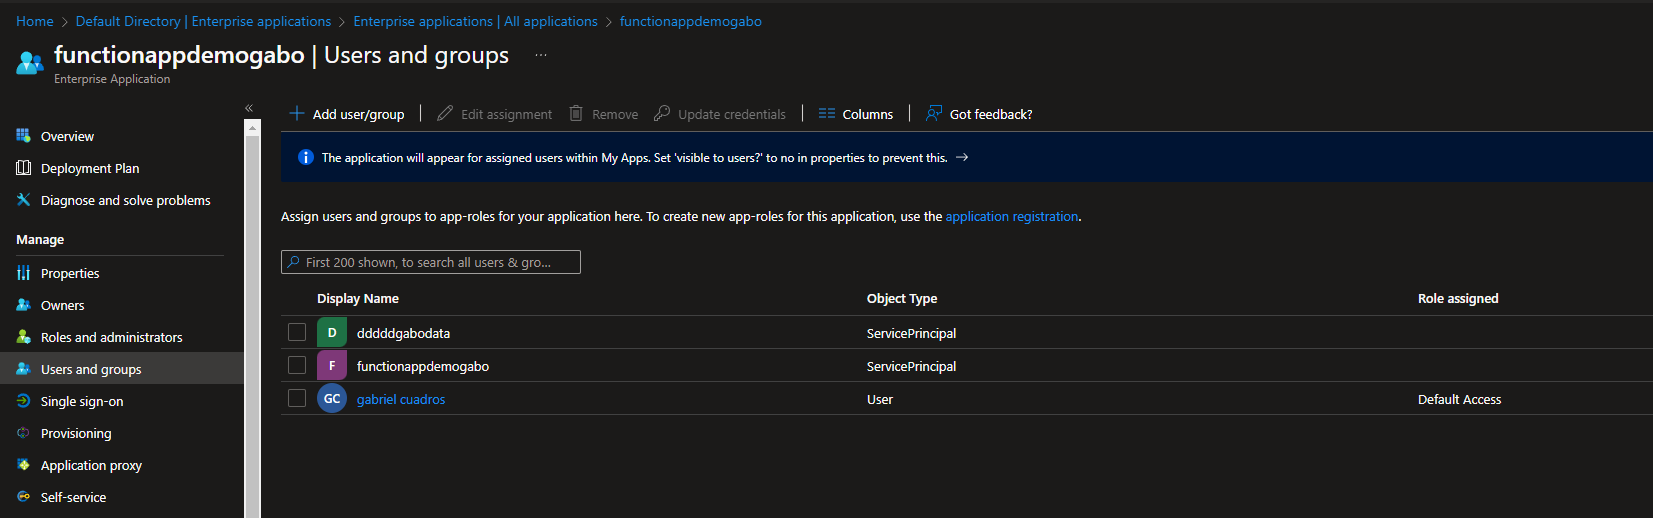 Home > Default Directory | Enterprise applications > Enterprise applications | All applications > functionappdemogabo
functionappdemogabo | Users and groups ...
Enterprise Application
«
Overview
Deployment Plan
Diagnose and solve problems
Manage
Properties
Owners
Roles and administrators
Users and groups
Single sign-on
Provisioning
Application proxy
Self-service
+ Add user/group | Edit assignment Remove Update credentials | Columns | Got feedback?
The application will appear for assigned users within My Apps. Set 'visible to users?' to no in properties to prevent this. →
Assign users and groups to app-roles for your application here. To create new app-roles for this application, use the application registration.
First 200 shown, to search all users & gro...
Display Name Object Type Role assigned
D dddddgabodata ServicePrincipal
F functionappdemogabo ServicePrincipal
GC gabriel cuadros User Default Access